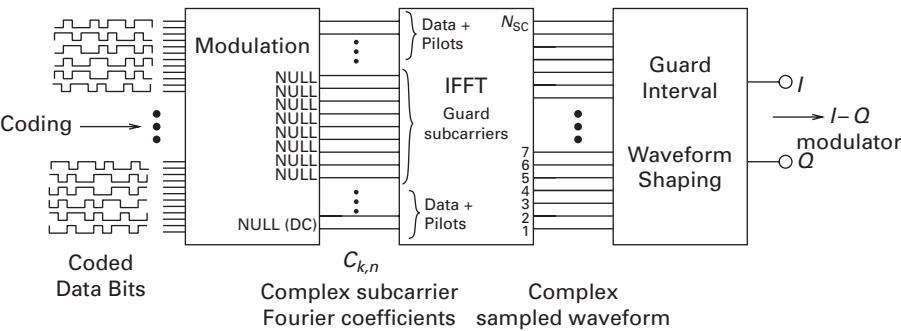 Coding
Coded
Data Bits
Modulation
NULL
NULL
NULL
NULL
NULL
NULL
NULL
NULL
NULL
NULL (DC)
C k,n
Complex subcarrier
Fourier coefficients
Data +
Pilots
IFFT
Guard
subcarriers
Data +
Pilots
N SC
7
6
5
4
3
2
1
Complex
sampled waveform
Guard
Interval
Waveform
Shaping
I
Q
I–Q
modulator